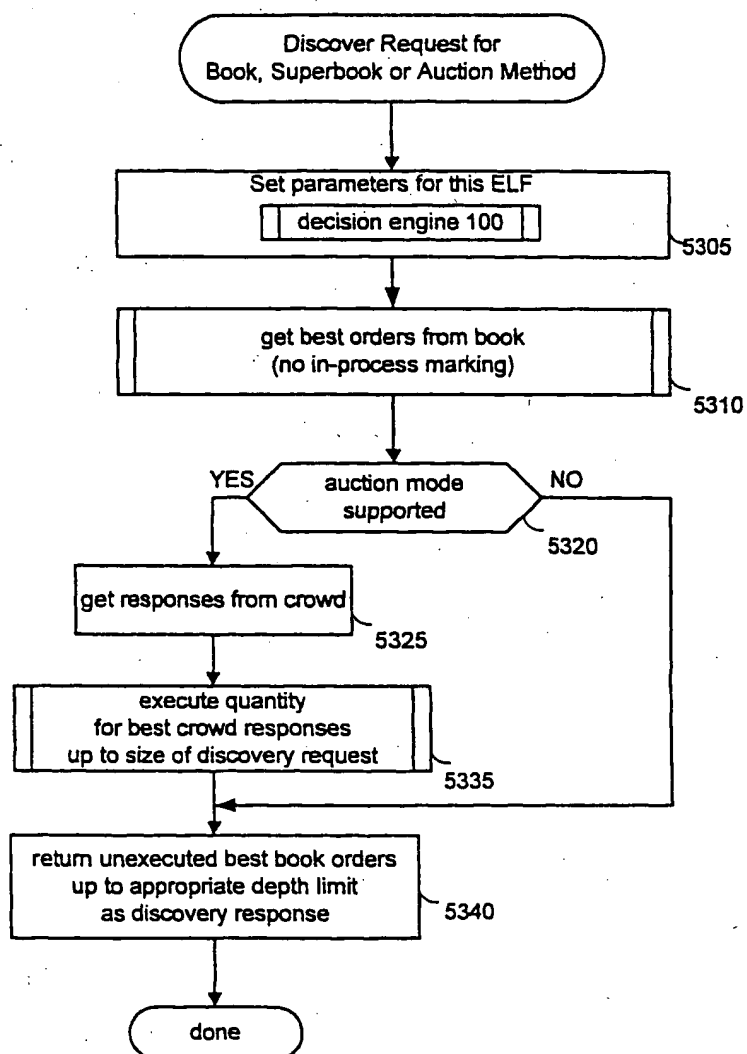 Discover Request for
Book, Superbook or Auction Method
Set parameters for this ELF
decision engine 100
5305
get best orders from book
(no in-process marking)
5310
YES
auction mode
supported
NO
5320
get responses from crowd
5325
execute quantity
for best crowd responses
up to size of discovery request
5335
return unexecuted best book orders
up to appropriate depth limit
as discovery response
5340
done